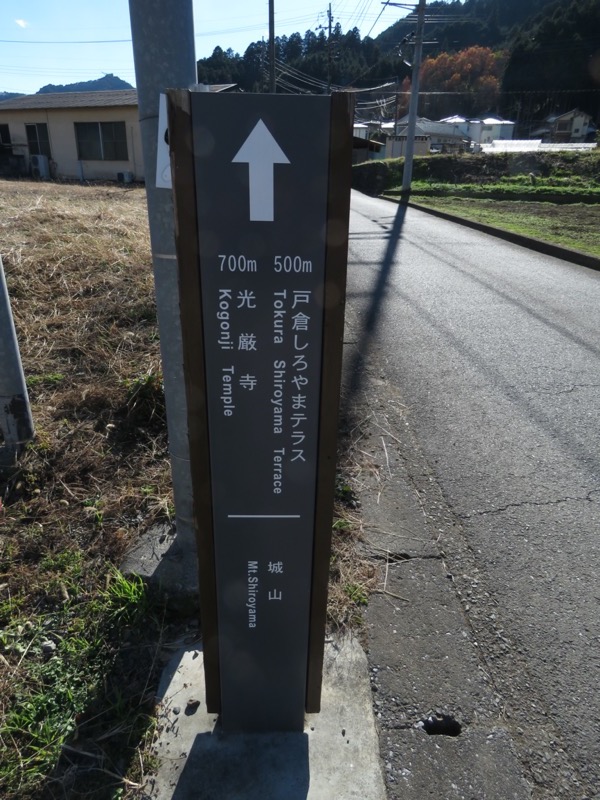 500m
戸倉しろやまテラス
Tokura Shiroyama Terrace
700m
光厳寺
Kogonji Temple
城山
Mt.Shiroyama